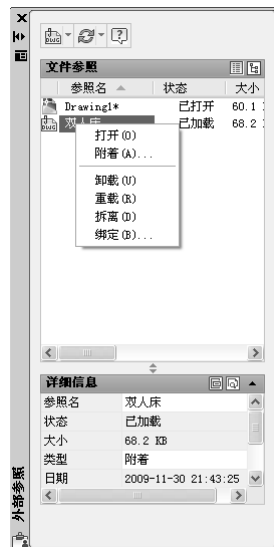 文件参照
参照名 状态 大小
Drawing1* 已打开 60.1
双人床 已加载 68.2
打开(O)
附着(A)...
卸载(U)
重载(R)
拆离(D)
绑定(B)...
详细信息
参照名 双人床
状态 已加载
大小 68.2 KB
类型 附着
日期 2009-11-30 21:43:25
外部参照